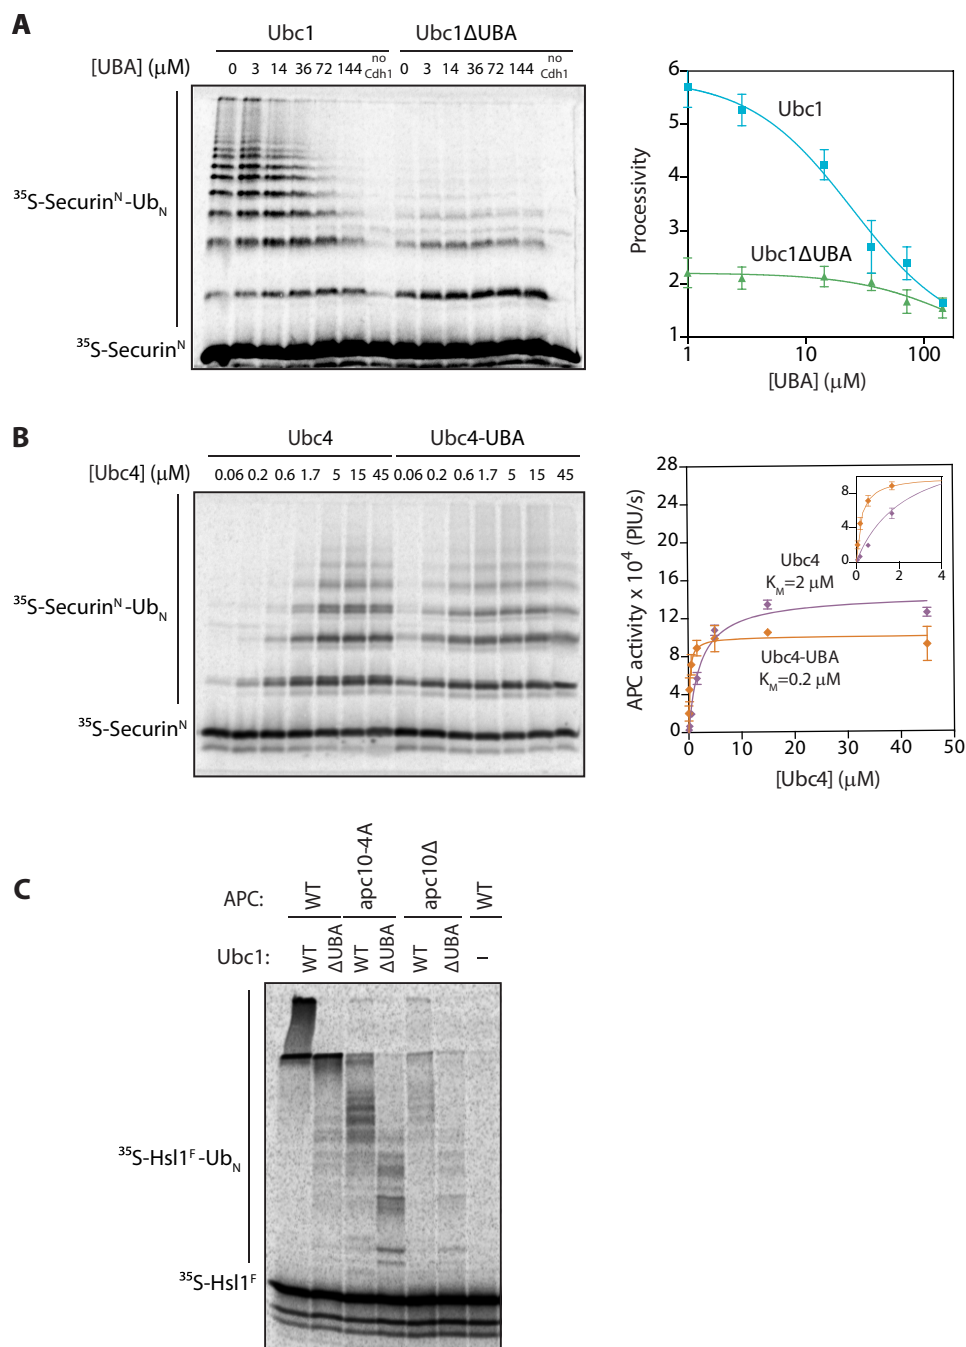 A
Ubc1 Ubc1ΔUBA
[UBA] (μM) 0 3 14 36 72 144 no Cdh1 0 3 14 36 72 144 no Cdh1
35S-SecurinN-UbN
35S-SecurinN
6
5
4
3
2
1
Processivity
Ubc1
Ubc1ΔUBA
1 10 100
[UBA] (μM)
B
Ubc4 Ubc4-UBA
[Ubc4] (μM) 0.06 0.2 0.6 1.7 5 15 45 0.06 0.2 0.6 1.7 5 15 45
35S-SecurinN-UbN
35S-SecurinN
28
24
20
16
12
8
4
0
APC activity x 10-4 (PIU/s)
8
4
0
0 2 4
Ubc4
KM=2 μM
Ubc4-UBA
KM=0.2 μM
0 10 20 30 40 50
[Ubc4] (μM)
C
APC: WT apc10-4A apc10Δ WT
Ubc1: WT ΔUBA WT ΔUBA WT ΔUBA –
35S-Hsl1F-UbN
35S-Hsl1F